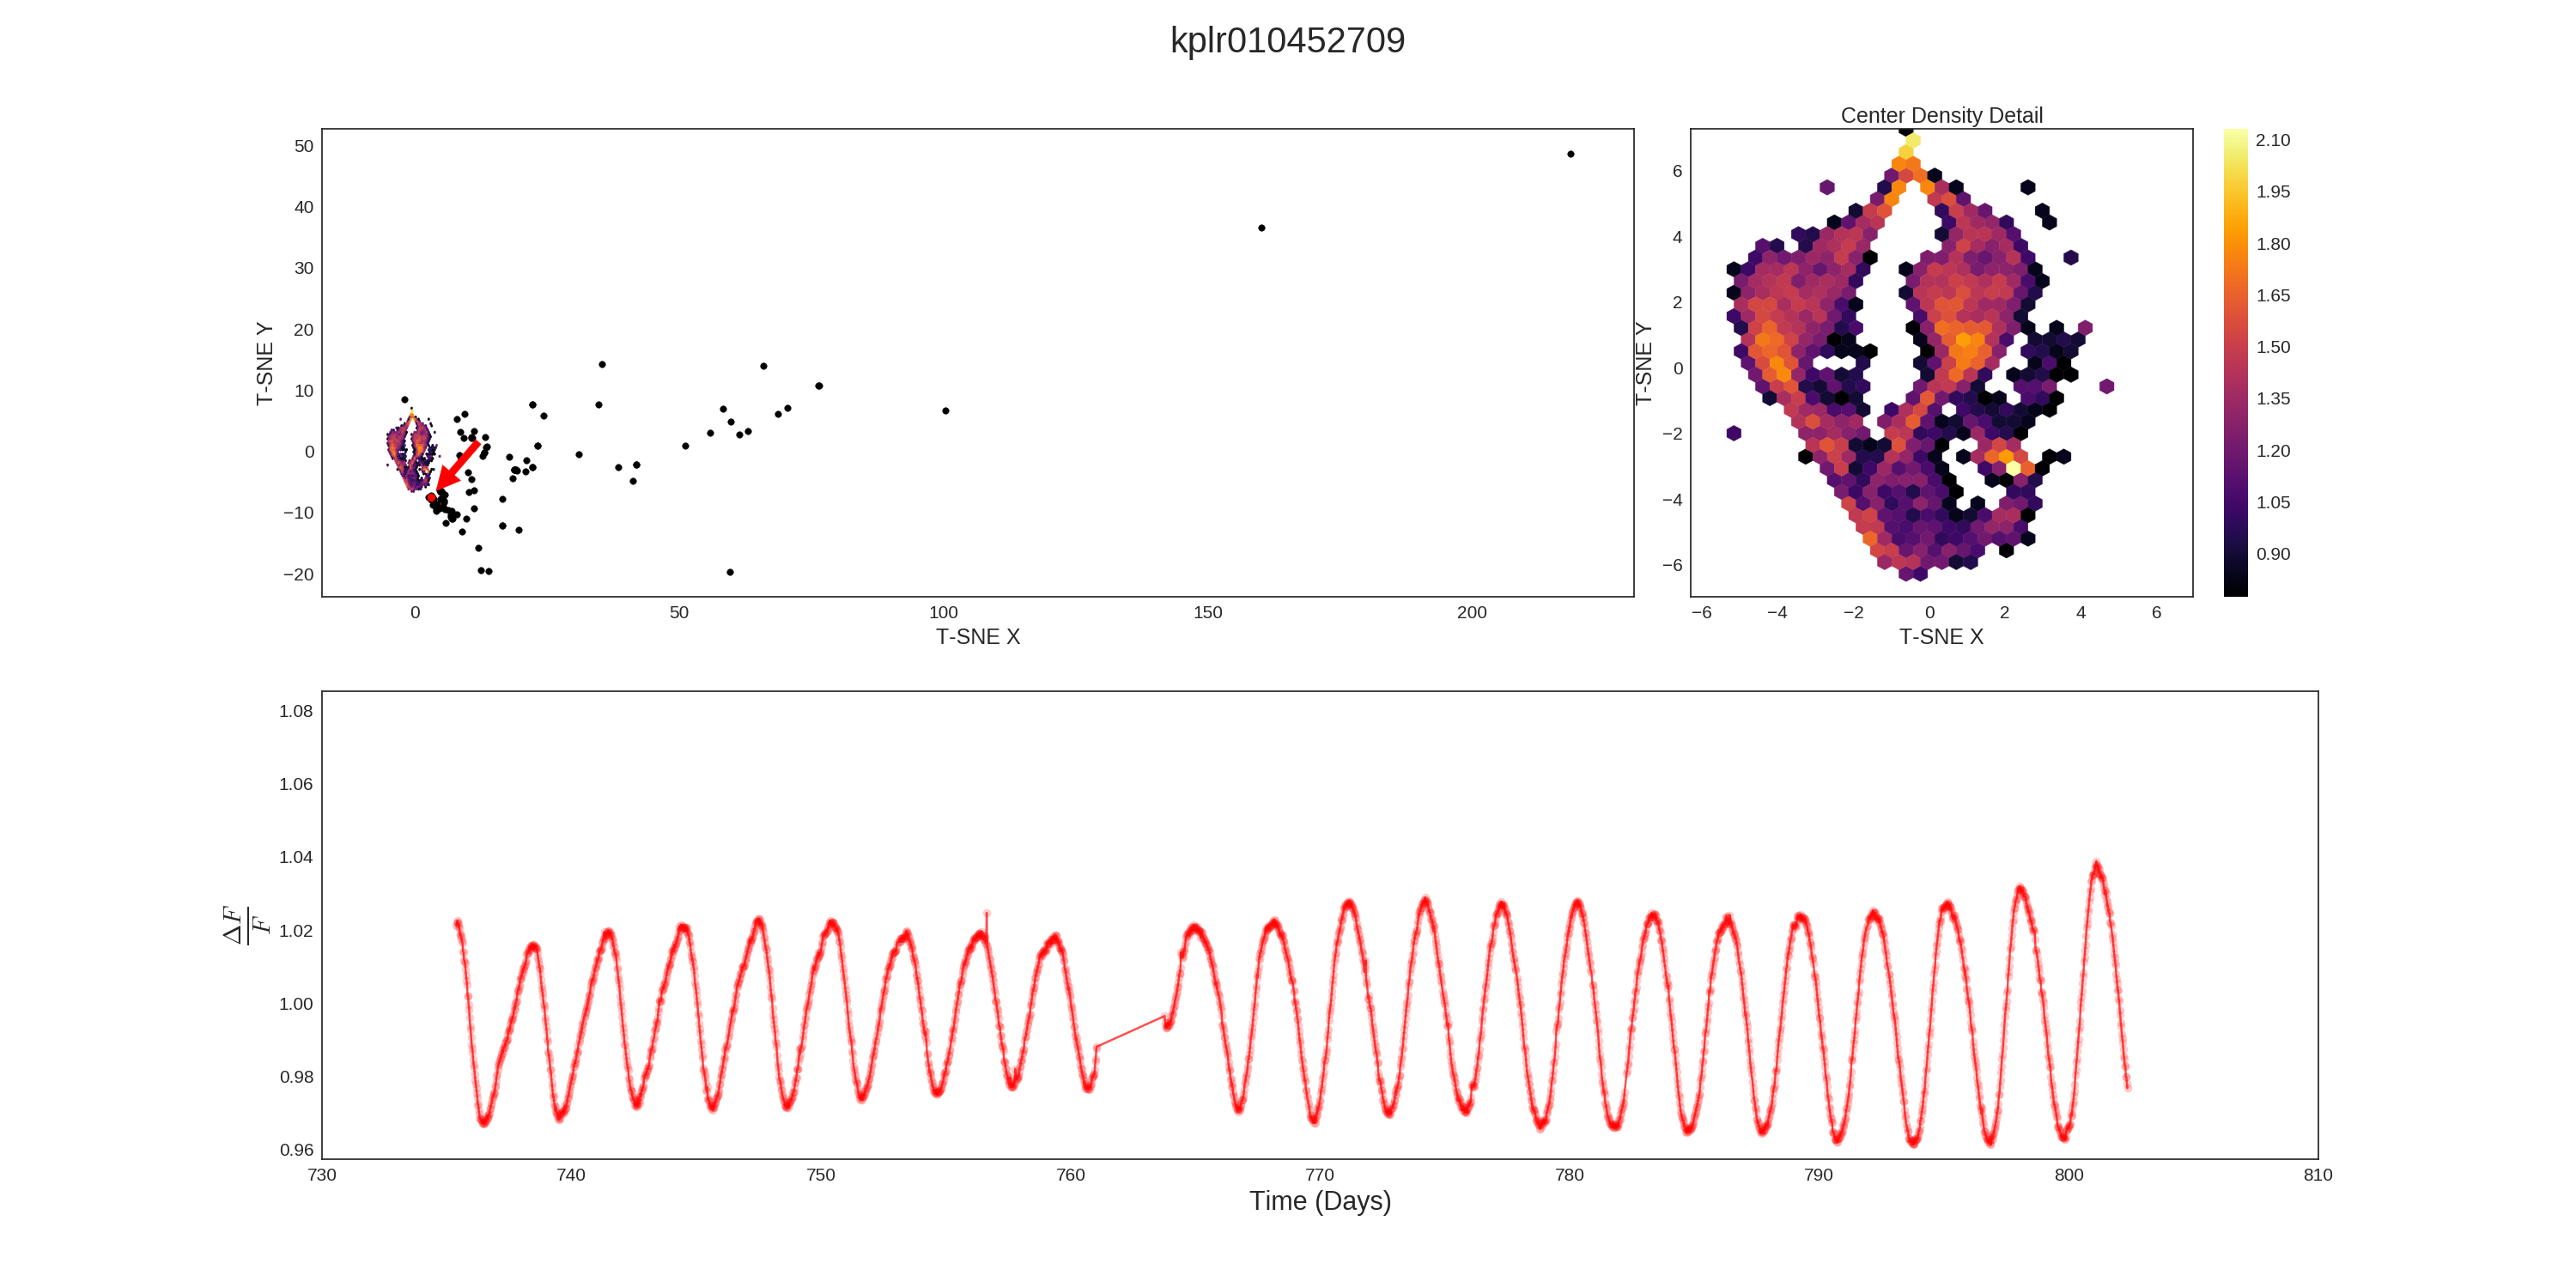 kplr010452709
50
40
30
20
10
0
−10
−20
T-SNE Y
0 50 100 150 200
T-SNE X
Center Density Detail
6
4
2
0
−2
−4
−6
T-SNE Y
−6 −4 −2 0 2 4 6
T-SNE X
2.10
1.95
1.80
1.65
1.50
1.35
1.20
1.05
0.90
1.08
1.06
1.04
1.02
1.00
0.98
0.96
ΔF
F
730 740 750 760 770 780 790 800 810
Time (Days)